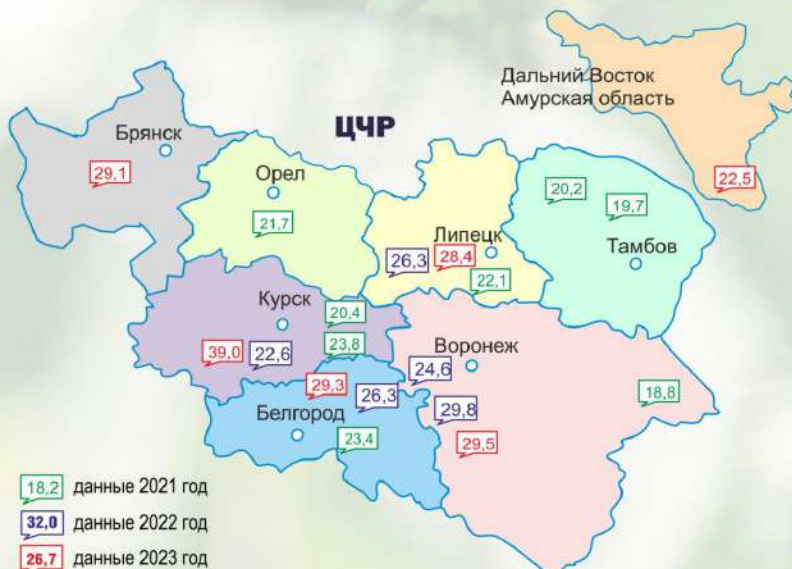 Дальний Восток
Амурская область
ЦЧР
Брянск
29,1
22,5
Орел
21,7
20,2
19,7
Липецк
26,3
28,4
22,1
Тамбов
Курск
20,4
39,0
22,6
23,8
Воронеж
24,6
29,3
26,3
18,8
Белгород
29,8
23,4
29,5
18,2 данные 2021 год
32,0 данные 2022 год
26,7 данные 2023 год